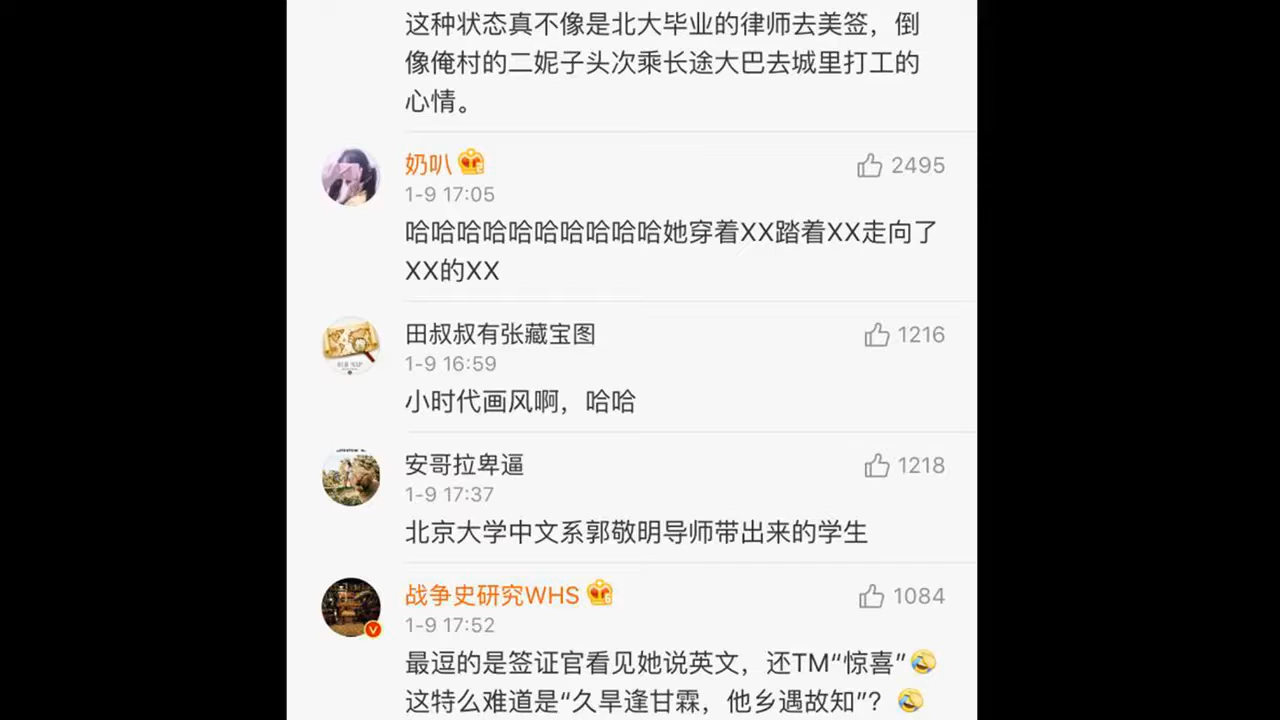 这种状态真不像是北大毕业的律师去美签，倒
像俺村的二妮子头次乘长途大巴去城里打工的
心情。
奶叭
2495
1-9 17:05
哈哈哈哈哈哈哈哈哈哈她穿着XX踏着XX走向了
XX的XX
田叔叔有张藏宝图
1216
1-9 16:59
小时代画风啊，哈哈
安哥拉卑逼
1218
1-9 17:37
北京大学中文系郭敬明导师带出来的学生
战争史研究WHS
1084
1-9 17:52
最逗的是签证官看见她说英文，还TM“惊喜”🤣
这特么难道是“久旱逢甘霖，他乡遇故知”？🤣